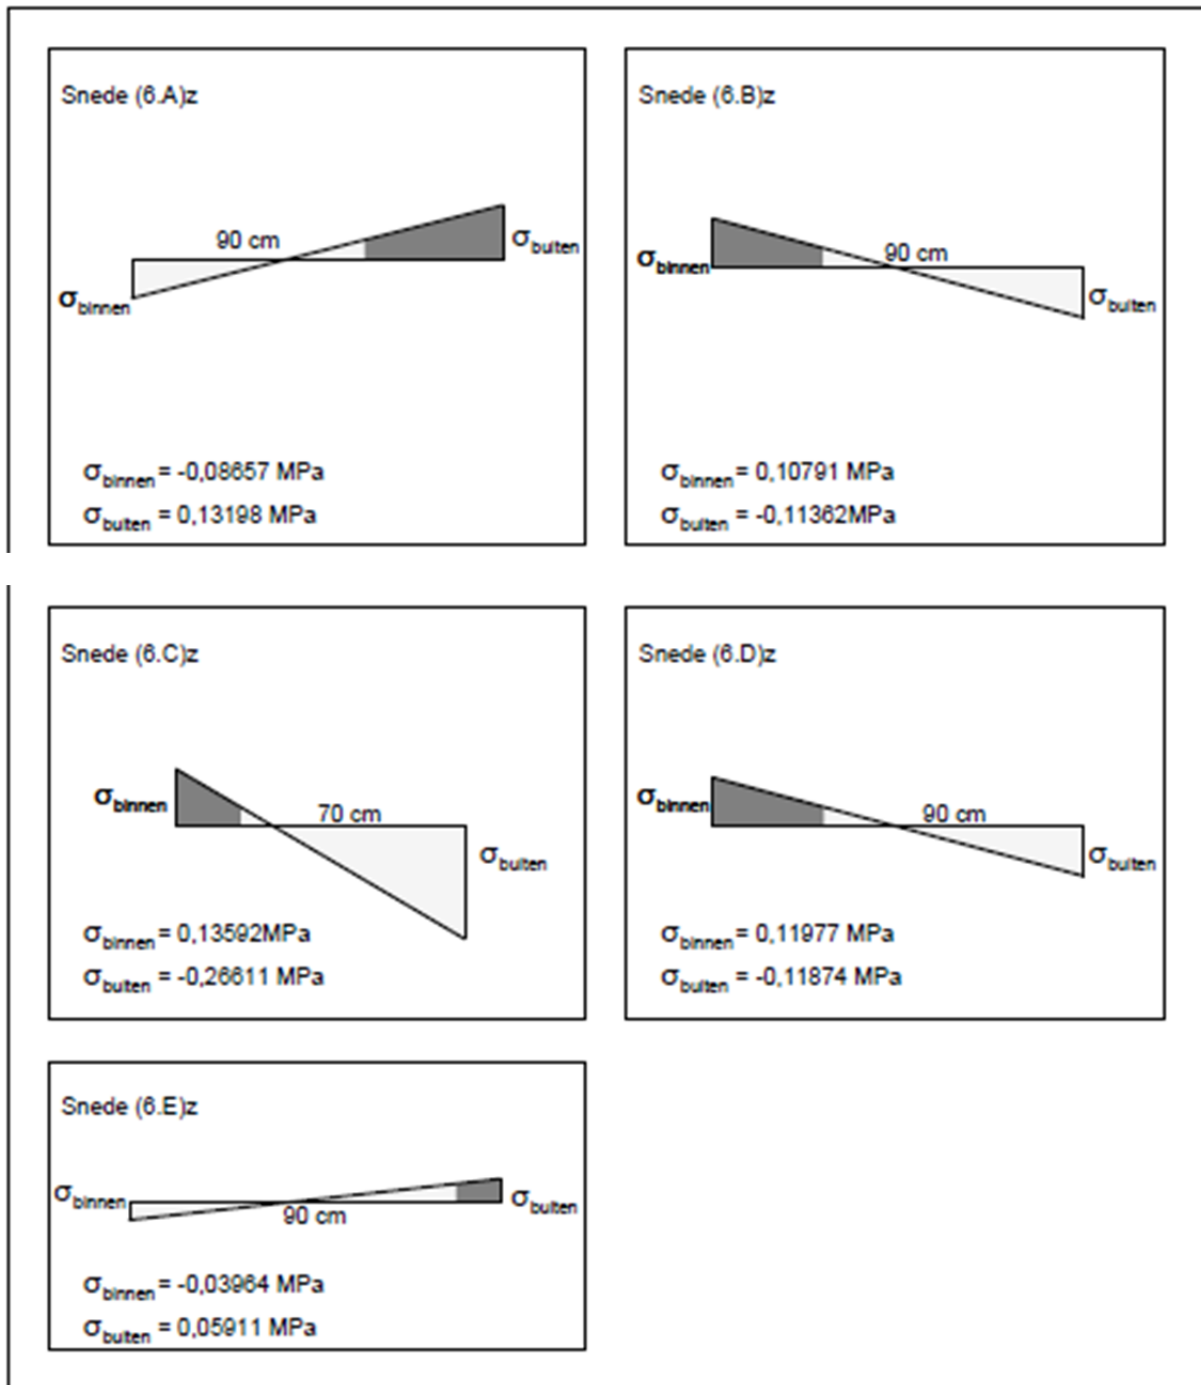 Snede (6.A)z
90 cm
σbuiten
σbinnen
σbinnen = -0,08657 MPa
σbuiten = 0,13198 MPa
Snede (6.B)z
90 cm
σbinnen
σbuiten
σbinnen = 0,10791 MPa
σbuiten = -0,11362MPa
Snede (6.C)z
σbinnen
70 cm
σbuiten
σbinnen = 0,13592MPa
σbuiten = -0,26611 MPa
Snede (6.D)z
σbinnen
90 cm
σbuiten
σbinnen = 0,11977 MPa
σbuiten = -0,11874 MPa
Snede (6.E)z
σbinnen
σbuiten
90 cm
σbinnen = -0,03964 MPa
σbuiten = 0,05911 MPa